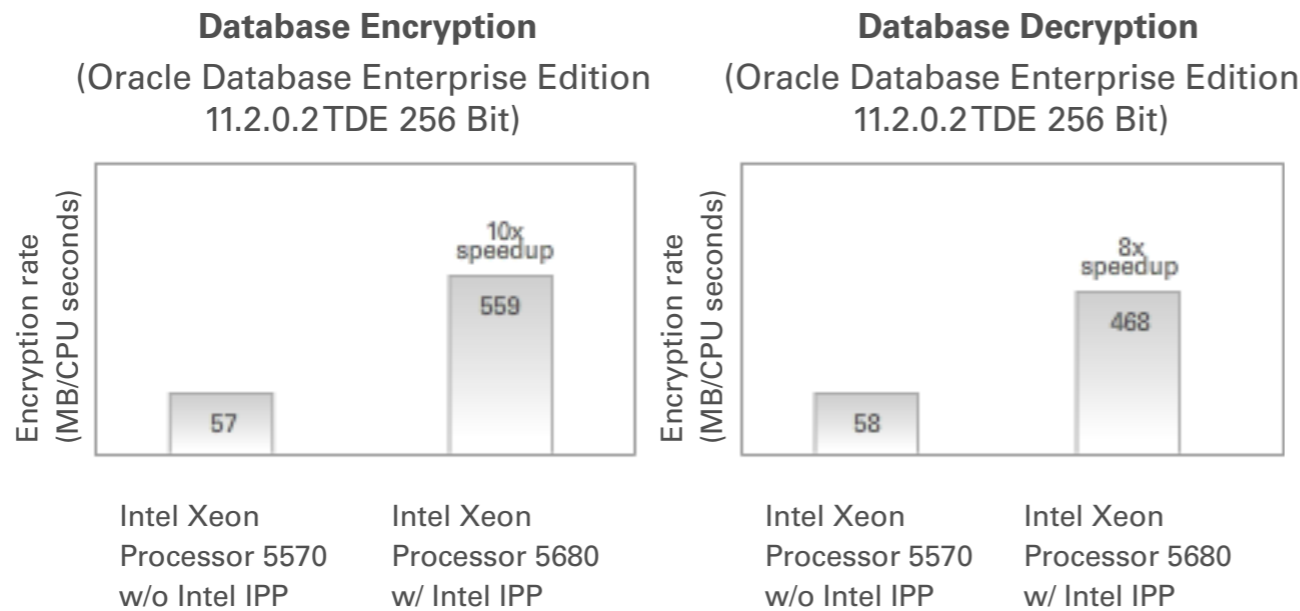 Database Encryption
(Oracle Database Enterprise Edition
11.2.0.2 TDE 256 Bit)
Encryption rate
(MB/CPU seconds)
57
10x
speedup
559
Intel Xeon
Processor 5570
w/o Intel IPP
Intel Xeon
Processor 5680
w/ Intel IPP
Database Decryption
(Oracle Database Enterprise Edition
11.2.0.2 TDE 256 Bit)
Encryption rate
(MB/CPU seconds)
58
8x
speedup
468
Intel Xeon
Processor 5570
w/o Intel IPP
Intel Xeon
Processor 5680
w/ Intel IPP